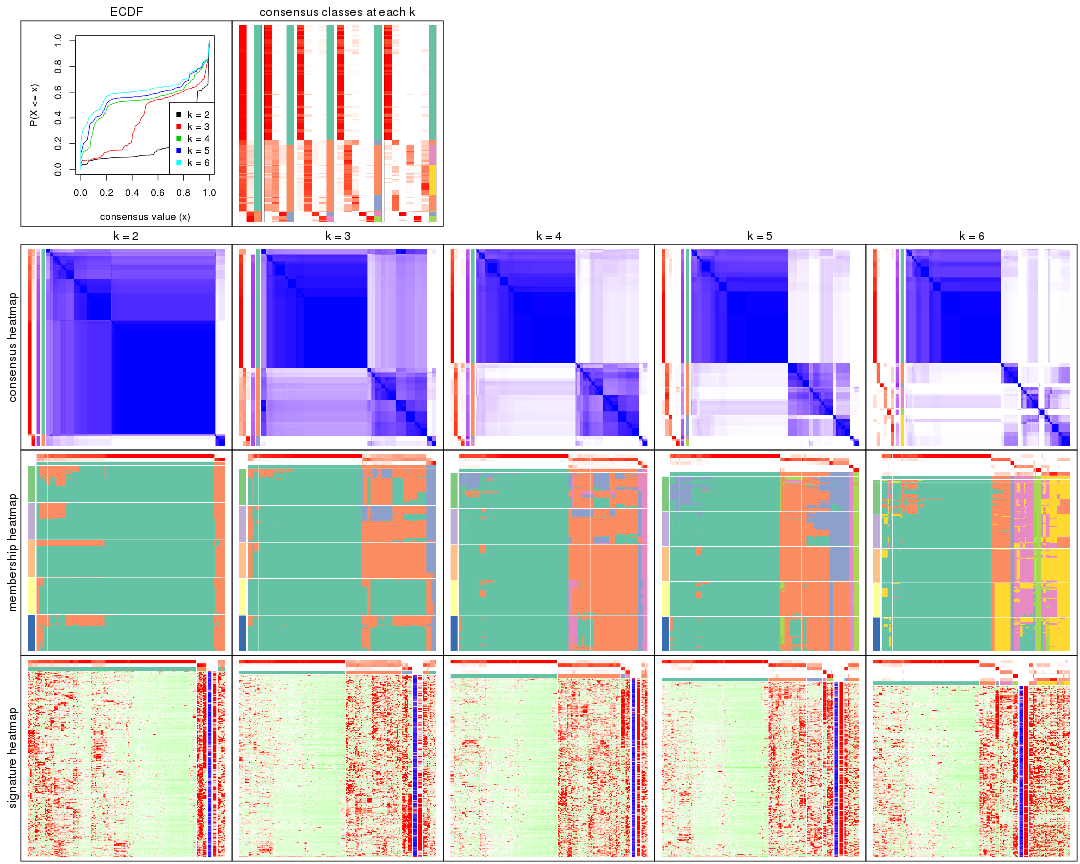 ECDF
consensus classes at each k
P(X <= x)
0.0 0.2 0.4 0.6 0.8 1.0
k = 2
k = 3
k = 4
k = 5
k = 6
0.0 0.2 0.4 0.6 0.8 1.0
consensus value (x)
k = 2 k = 3 k = 4 k = 5 k = 6
consensus heatmap
membership heatmap
signature heatmap